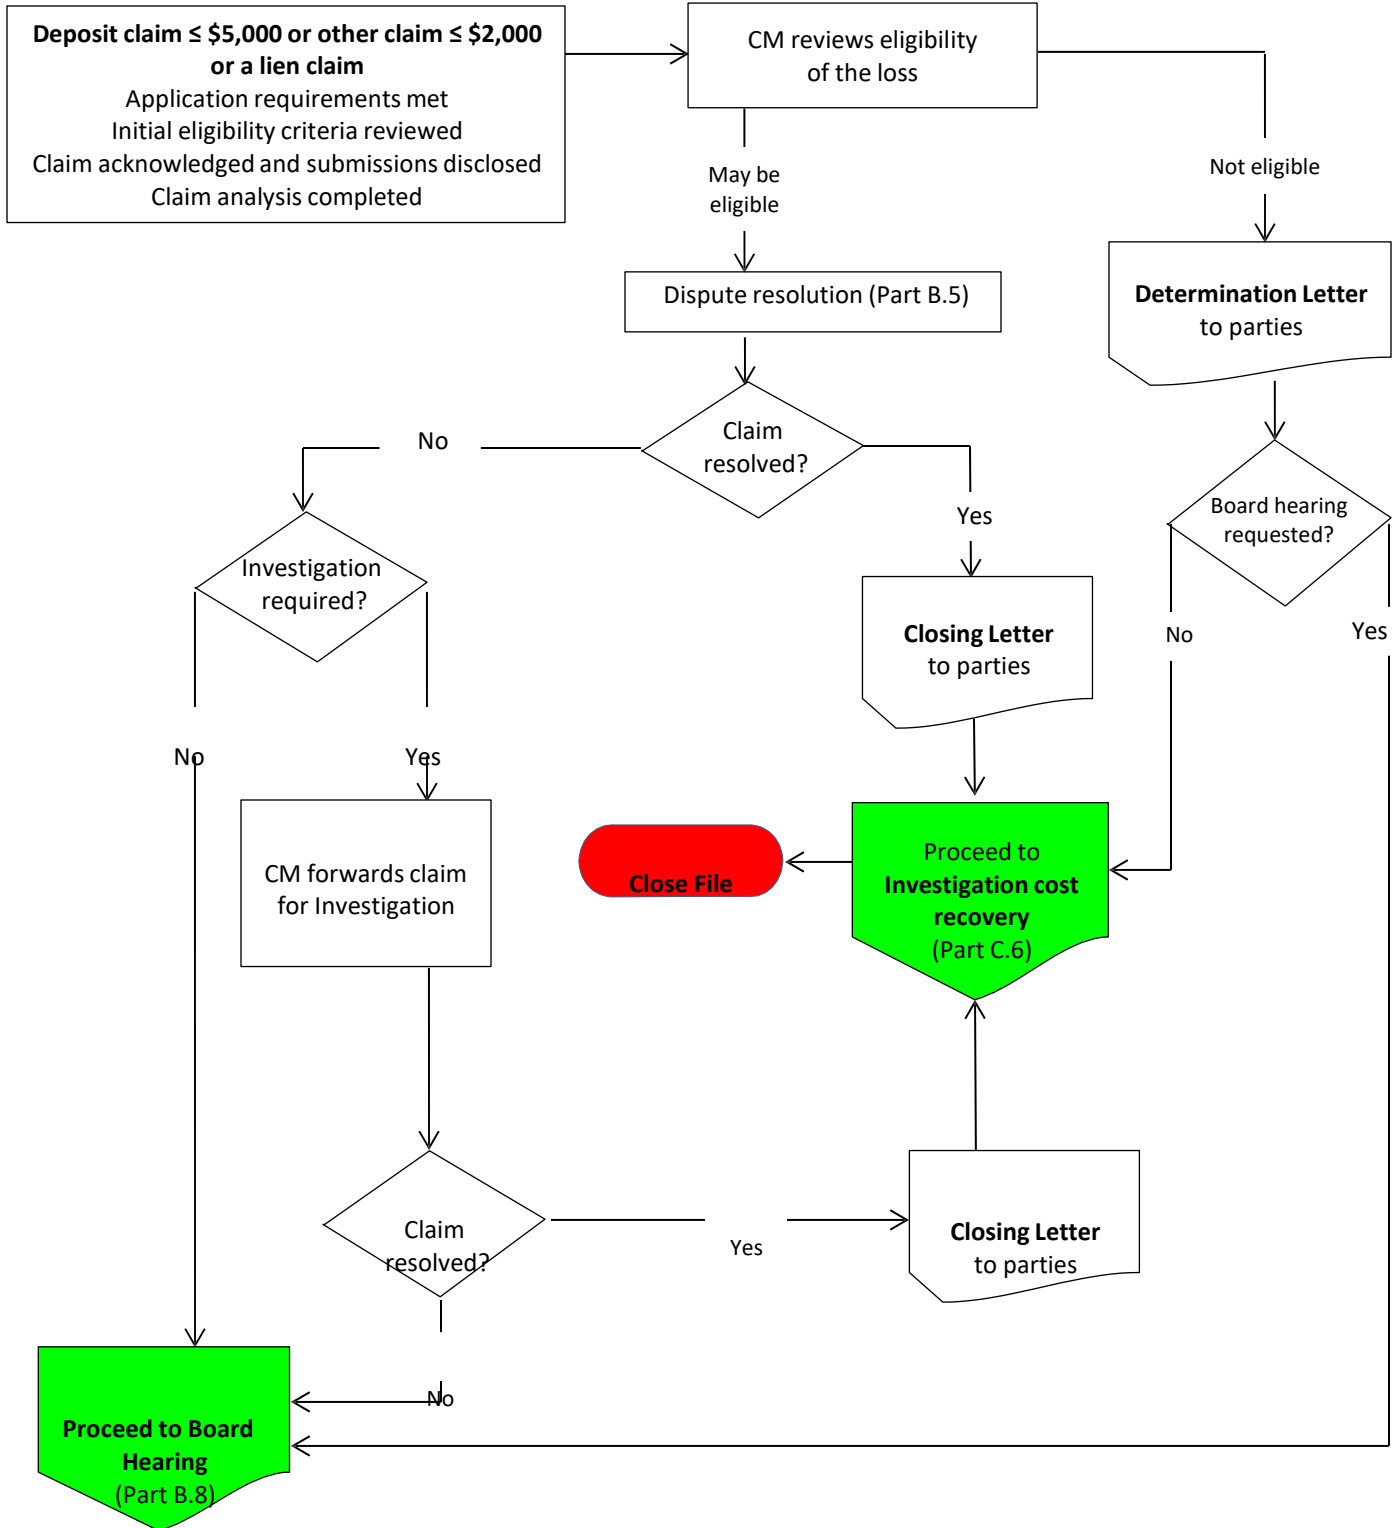 Deposit claim ≤ $5,000 or other claim ≤ $2,000
or a lien claim
Application requirements met
Initial eligibility criteria reviewed
Claim acknowledged and submissions disclosed
Claim analysis completed
CM reviews eligibility
of the loss
May be
eligible
Not eligible
Dispute resolution (Part B.5)
Determination Letter
to parties
Claim
resolved?
No
Yes
Board hearing
requested?
No
Yes
Investigation
required?
Closing Letter
to parties
No
Yes
CM forwards claim
for Investigation
Close File
Proceed to
Investigation cost
recovery
(Part C.6)
Claim
resolved?
Yes
Closing Letter
to parties
No
Proceed to Board
Hearing
(Part B.8)